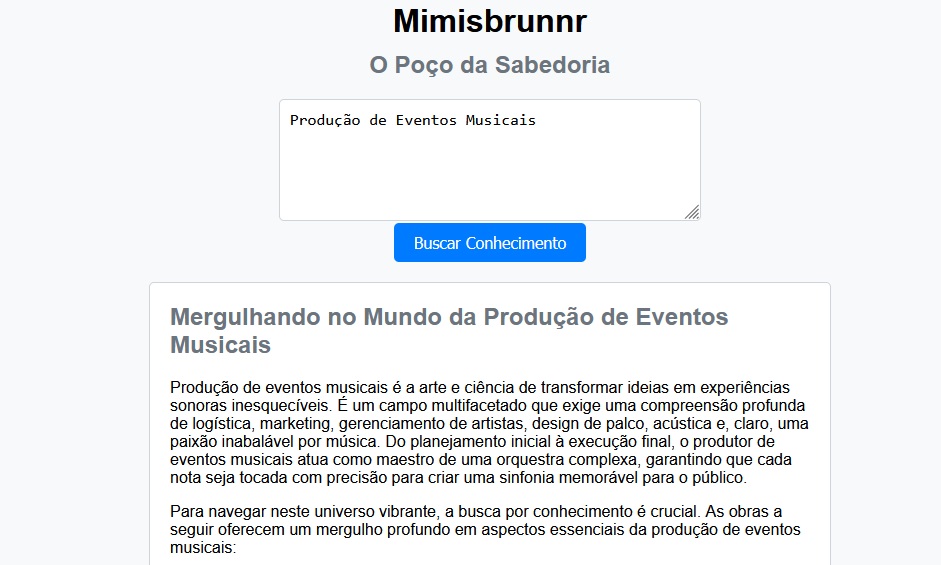 Mimisbrunnr
O Poço da Sabedoria
Produção de Eventos Musicais
Buscar Conhecimento
Mergulhando no Mundo da Produção de Eventos
Musicais
Produção de eventos musicais é a arte e ciência de transformar ideias em experiências
sonoras inesquecíveis. É um campo multifacetado que exige uma compreensão profunda
de logística, marketing, gerenciamento de artistas, design de palco, acústica e, claro, uma
paixão inabalável por música. Do planejamento inicial à execução final, o produtor de
eventos musicais atua como maestro de uma orquestra complexa, garantindo que cada
nota seja tocada com precisão para criar uma sinfonia memorável para o público.
Para navegar neste universo vibrante, a busca por conhecimento é crucial. As obras a
seguir oferecem um mergulho profundo em aspectos essenciais da produção de eventos
musicais: